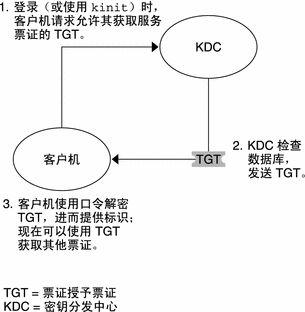 1. 登录（或使用 kinit）时，
客户机请求允许其获取服务
票证的 TGT。
KDC
TGT
2. KDC 检查
数据库，
发送 TGT。
客户机
3. 客户机使用口令解密
TGT，进而提供标识；
现在可以使用 TGT
获取其他票证。
TGT = 票证授予票证
KDC = 密钥分发中心